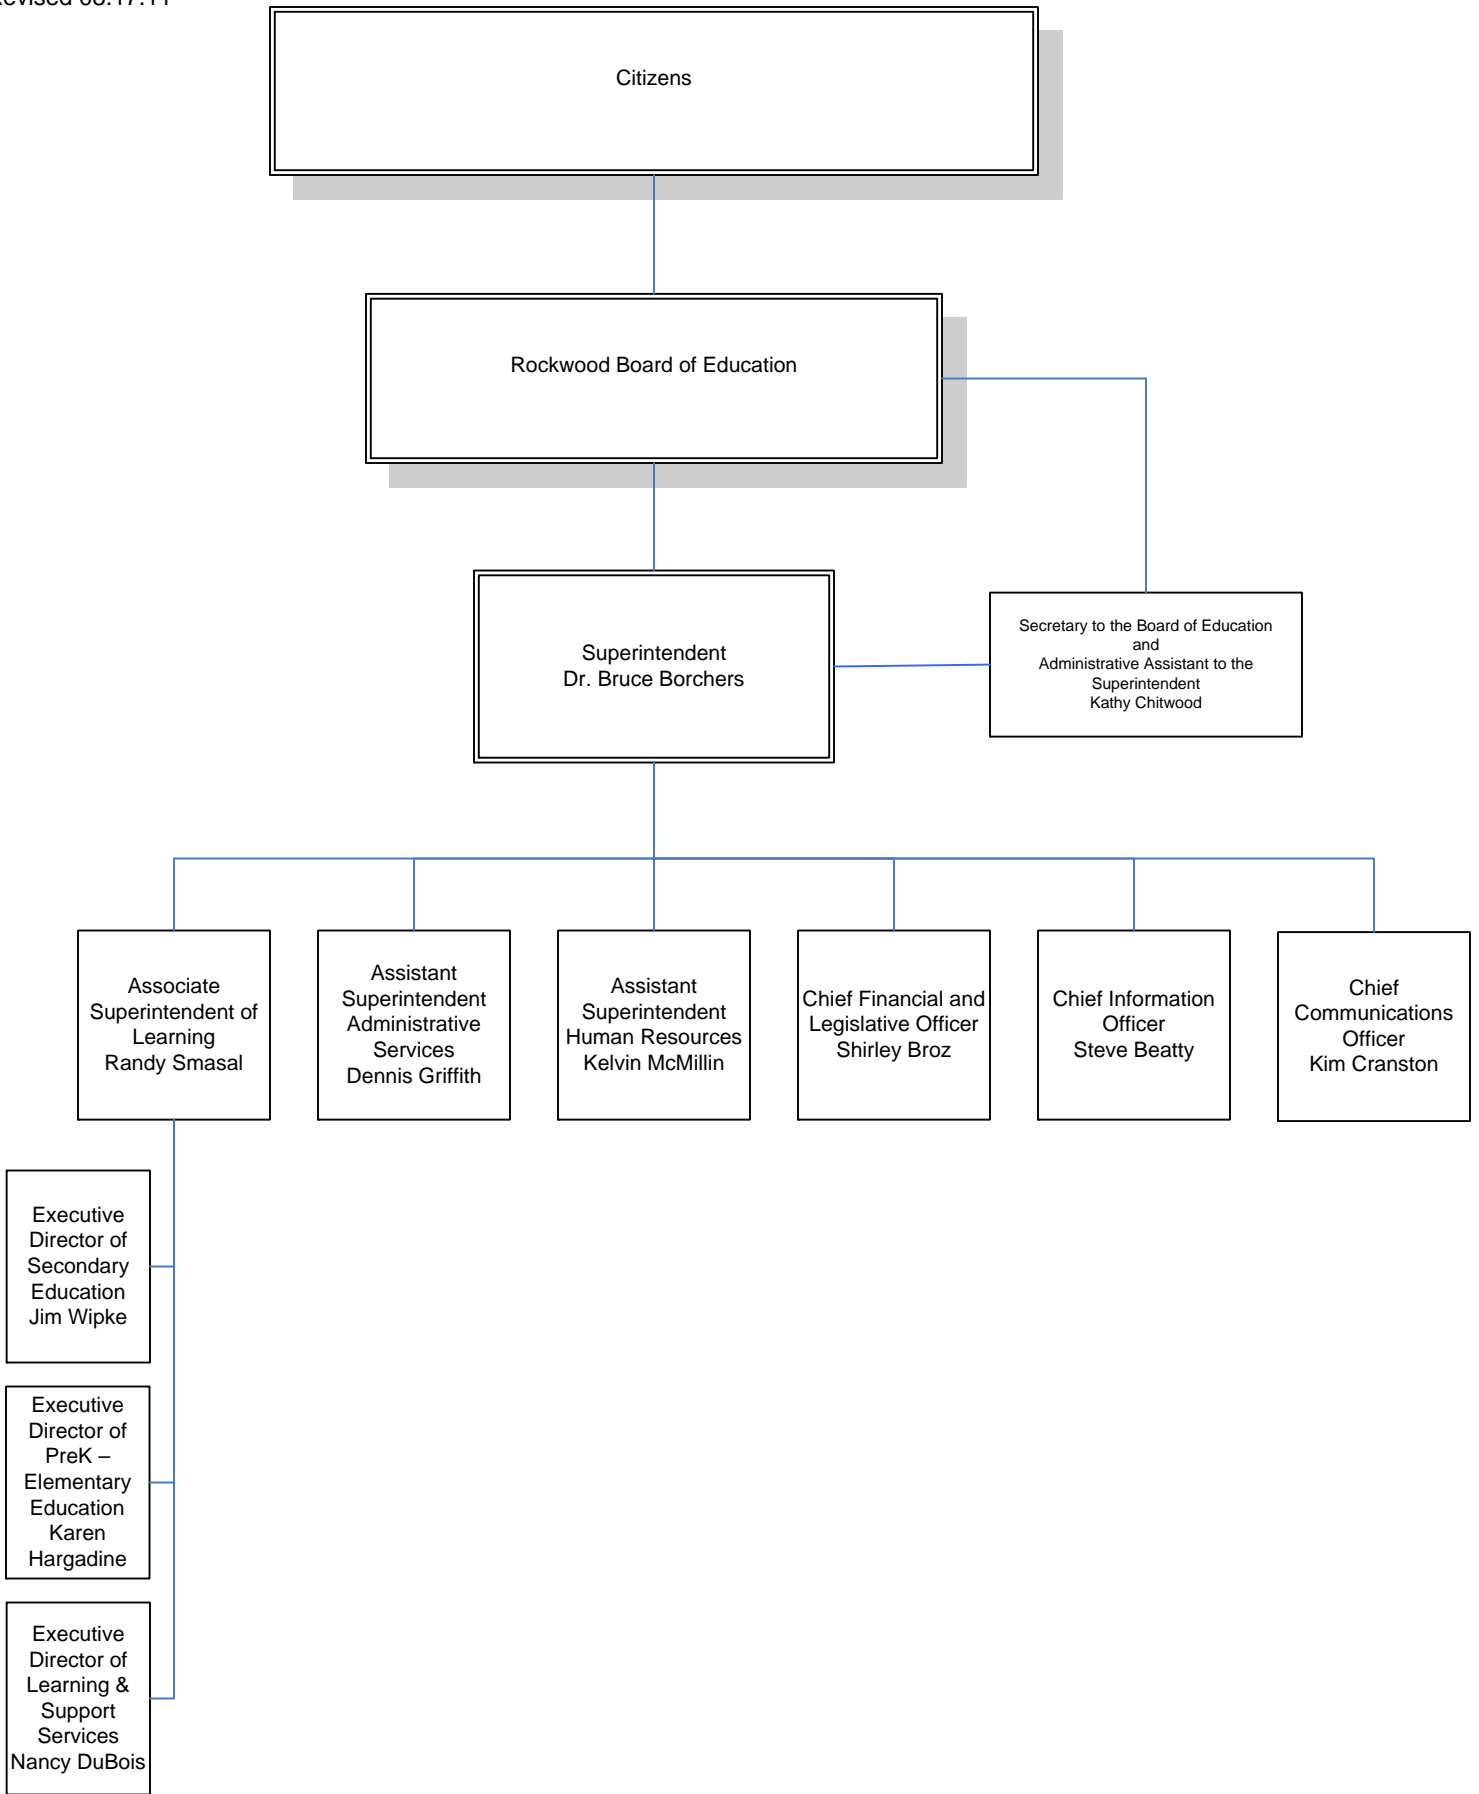 Citizens
Rockwood Board of Education
Superintendent
Dr. Bruce Borchers
Secretary to the Board of Education
and
Administrative Assistant to the
Superintendent
Kathy Chitwood
Associate
Superintendent of
Learning
Randy Smasal
Assistant
Superintendent
Administrative
Services
Dennis Griffith
Assistant
Superintendent
Human Resources
Kelvin McMillin
Chief Financial and
Legislative Officer
Shirley Broz
Chief Information
Officer
Steve Beatty
Chief
Communications
Officer
Kim Cranston
Executive
Director of
Secondary
Education
Jim Wipke
Executive
Director of
PreK –
Elementary
Education
Karen
Hargadine
Executive
Director of
Learning &
Support
Services
Nancy DuBois